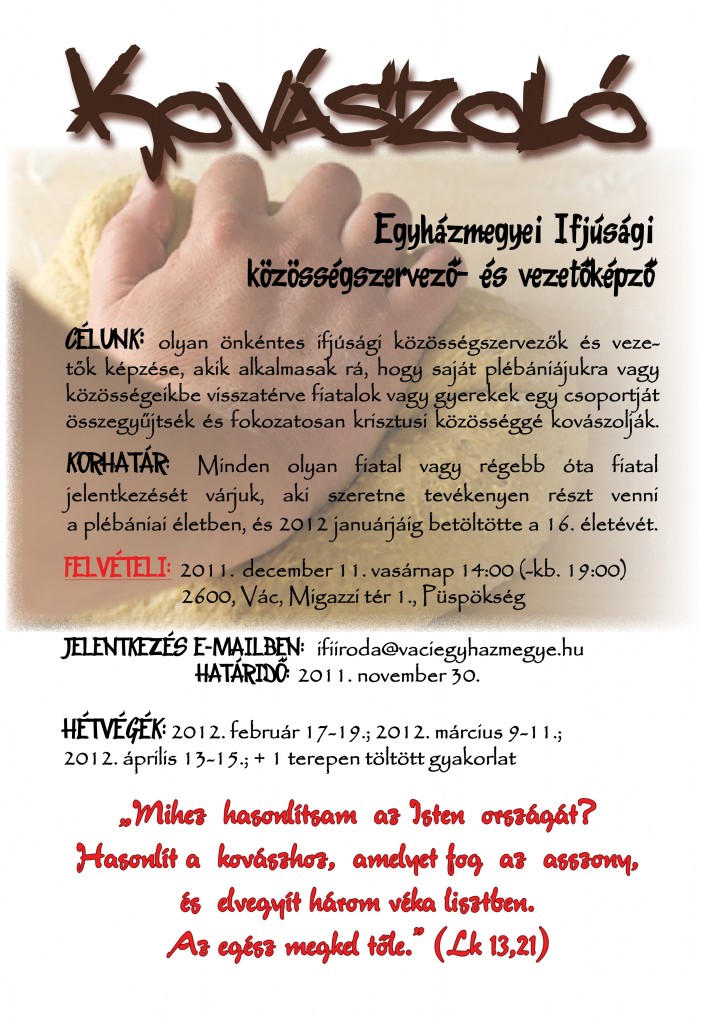 Kovászoló
Egyházmegyei Ifjúsági
közösségszervező- és vezetőképző
CÉLUNK: olyan önkéntes ifjúsági közösségszervezők és veze-
tők képzése, akik alkalmasak rá, hogy saját plébániájukra vagy
közösségeikbe visszatérve fiatalok vagy gyerekek egy csoportját
összegyűjtsék és fokozatosan krisztusi közösséggé kovászolják.
KORHATÁR: Minden olyan fiatal vagy régebb óta fiatal
jelentkezését várjuk, aki szeretne tevékenyen részt venni
a plébániai életben, és 2012 januárjáig betöltötte a 16. életévét.
FELVÉTELI: 2011. december 11. vasárnap 14:00 (-kb. 19:00)
2600, Vác, Migazzi tér 1., Püspökség
JELENTKEZÉS E-MAILBEN: ifiiroda@vaciegyhazmegye.hu
HATÁRIDŐ: 2011. november 30.
HÉTVÉGÉK: 2012. február 17-19.; 2012. március 9-11.;
2012. április 13-15.; + 1 terepen töltött gyakorlat
„Mihez hasonlítsam az Isten országát?
Hasonlít a kovászhoz, amelyet fog az asszony,
és elvegyít három véka lisztben.
Az egész megkel tőle.” (Lk 13,21)